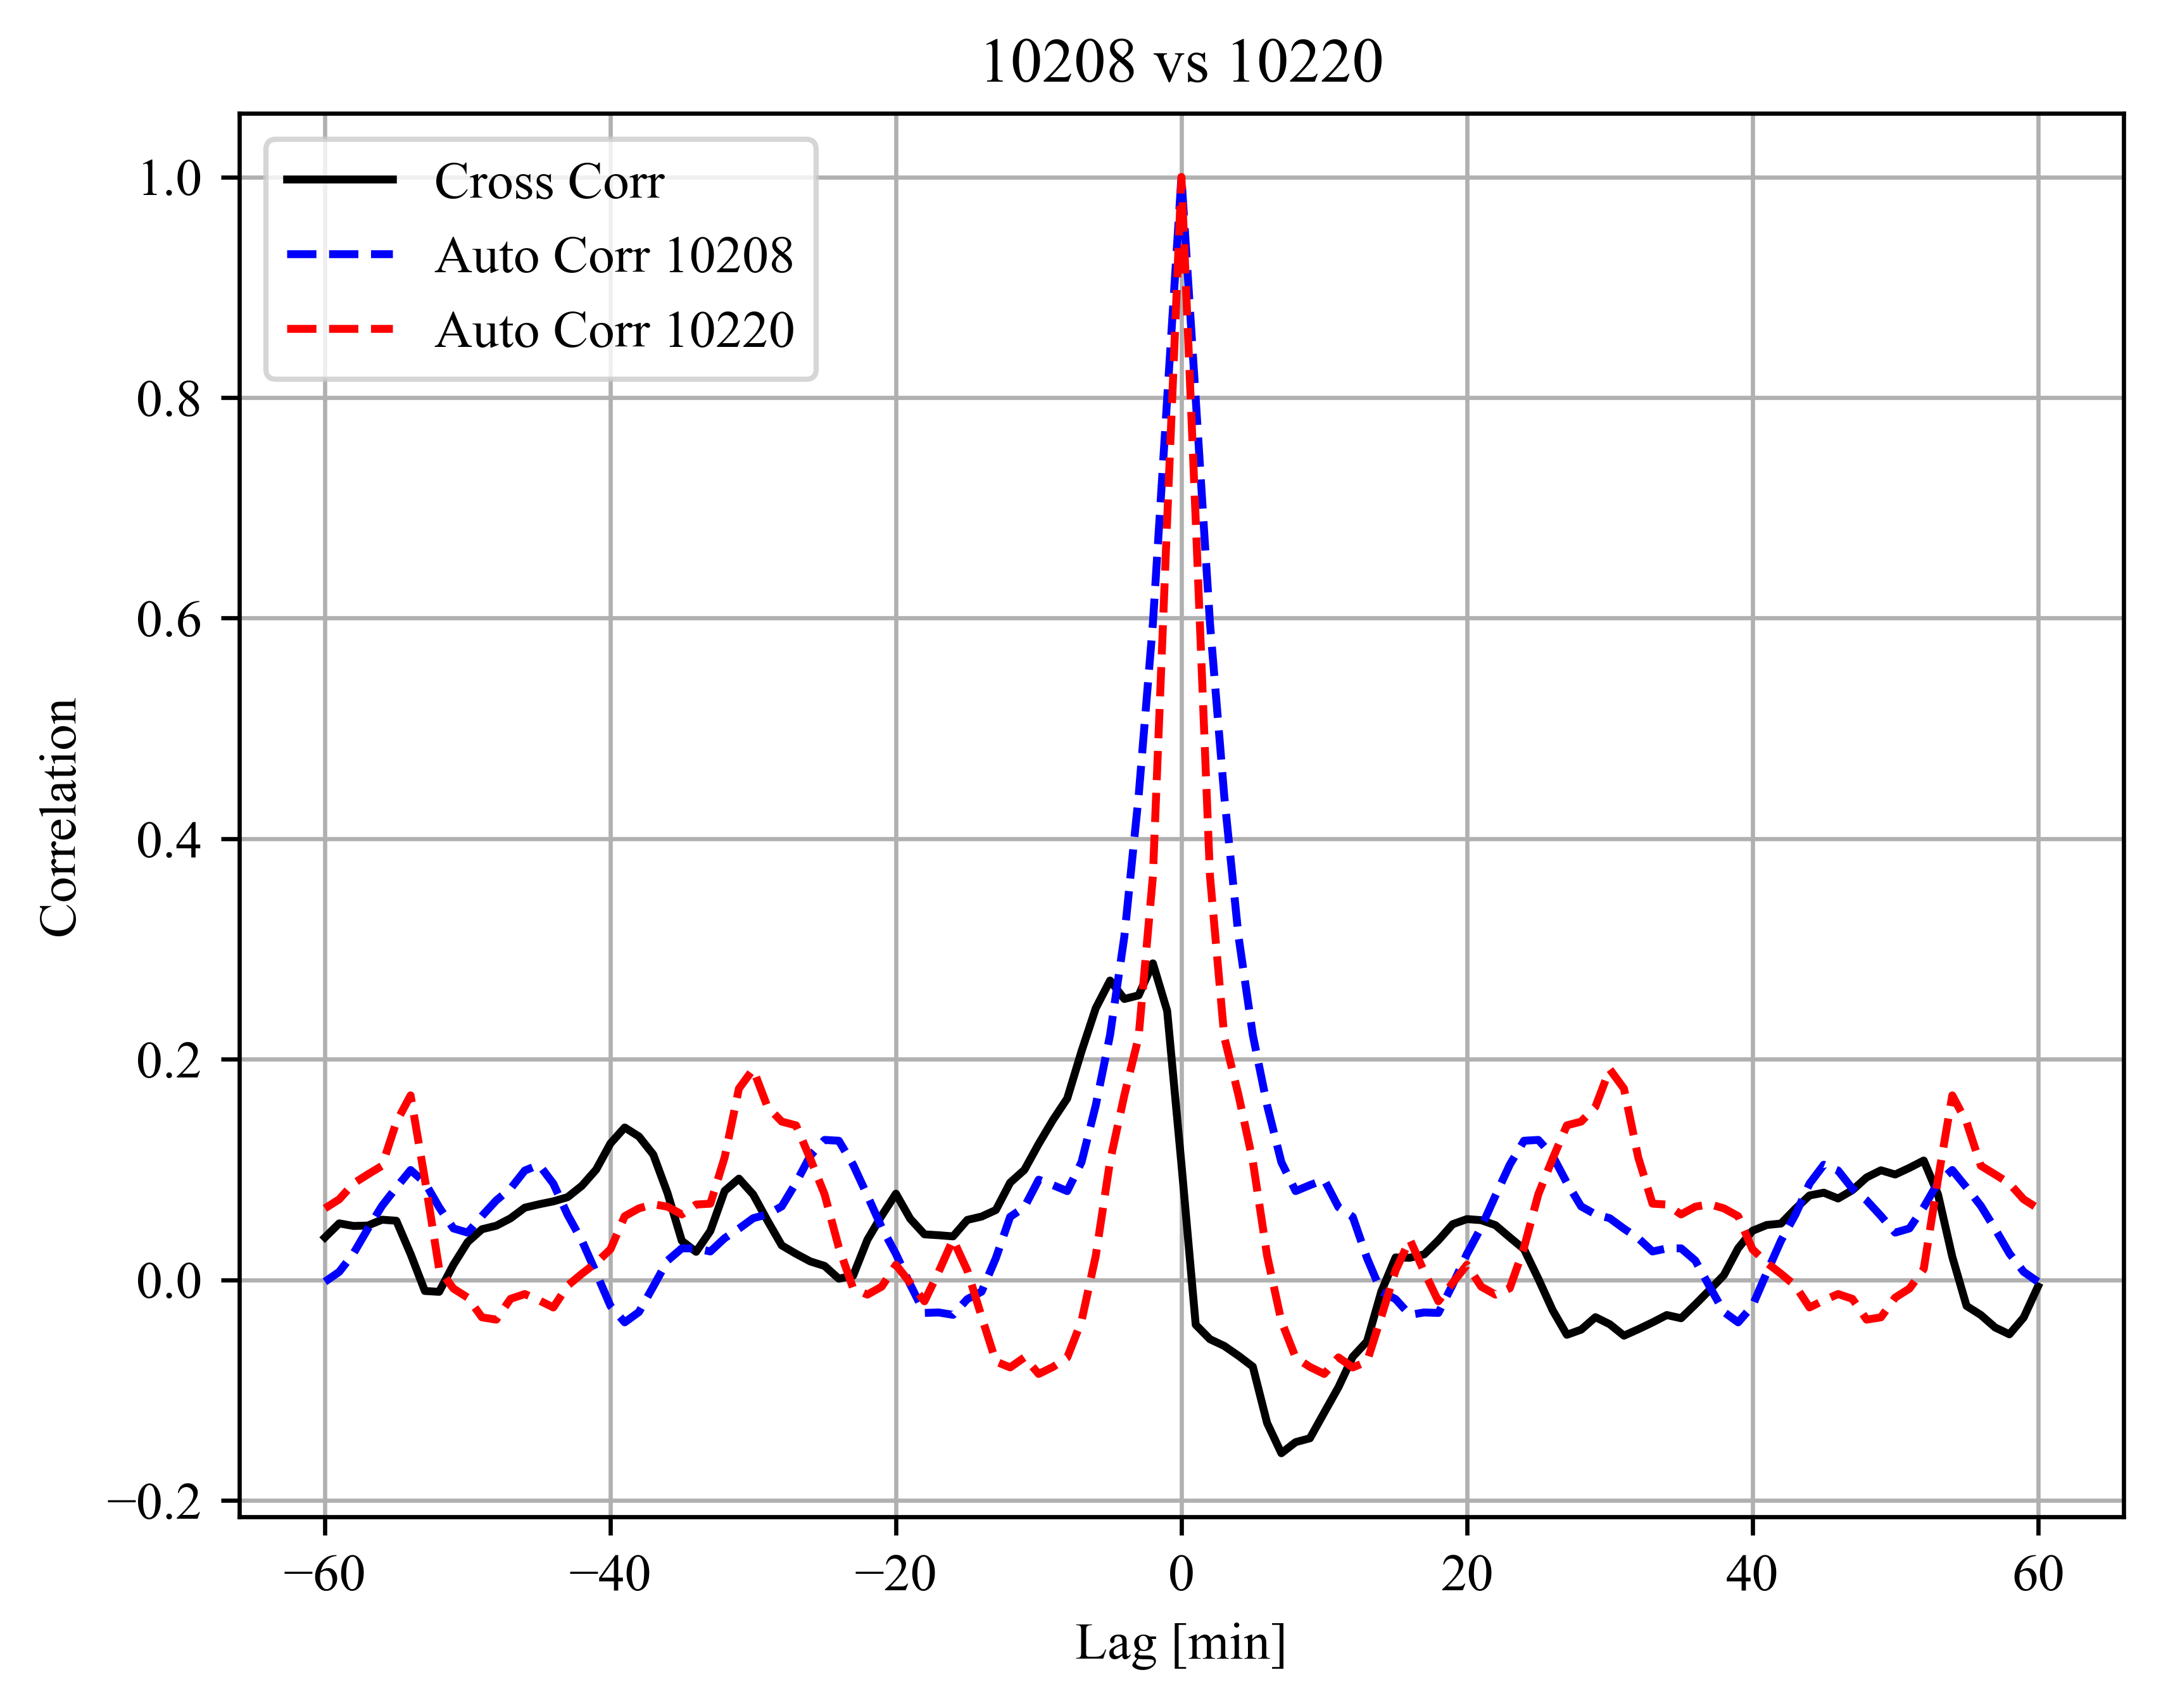 10208 vs 10220
Cross Corr
Auto Corr 10208
Auto Corr 10220
1.0
0.8
0.6
0.4
0.2
0.0
−0.2
Correlation
−60 −40 −20 0 20 40 60
Lag [min]